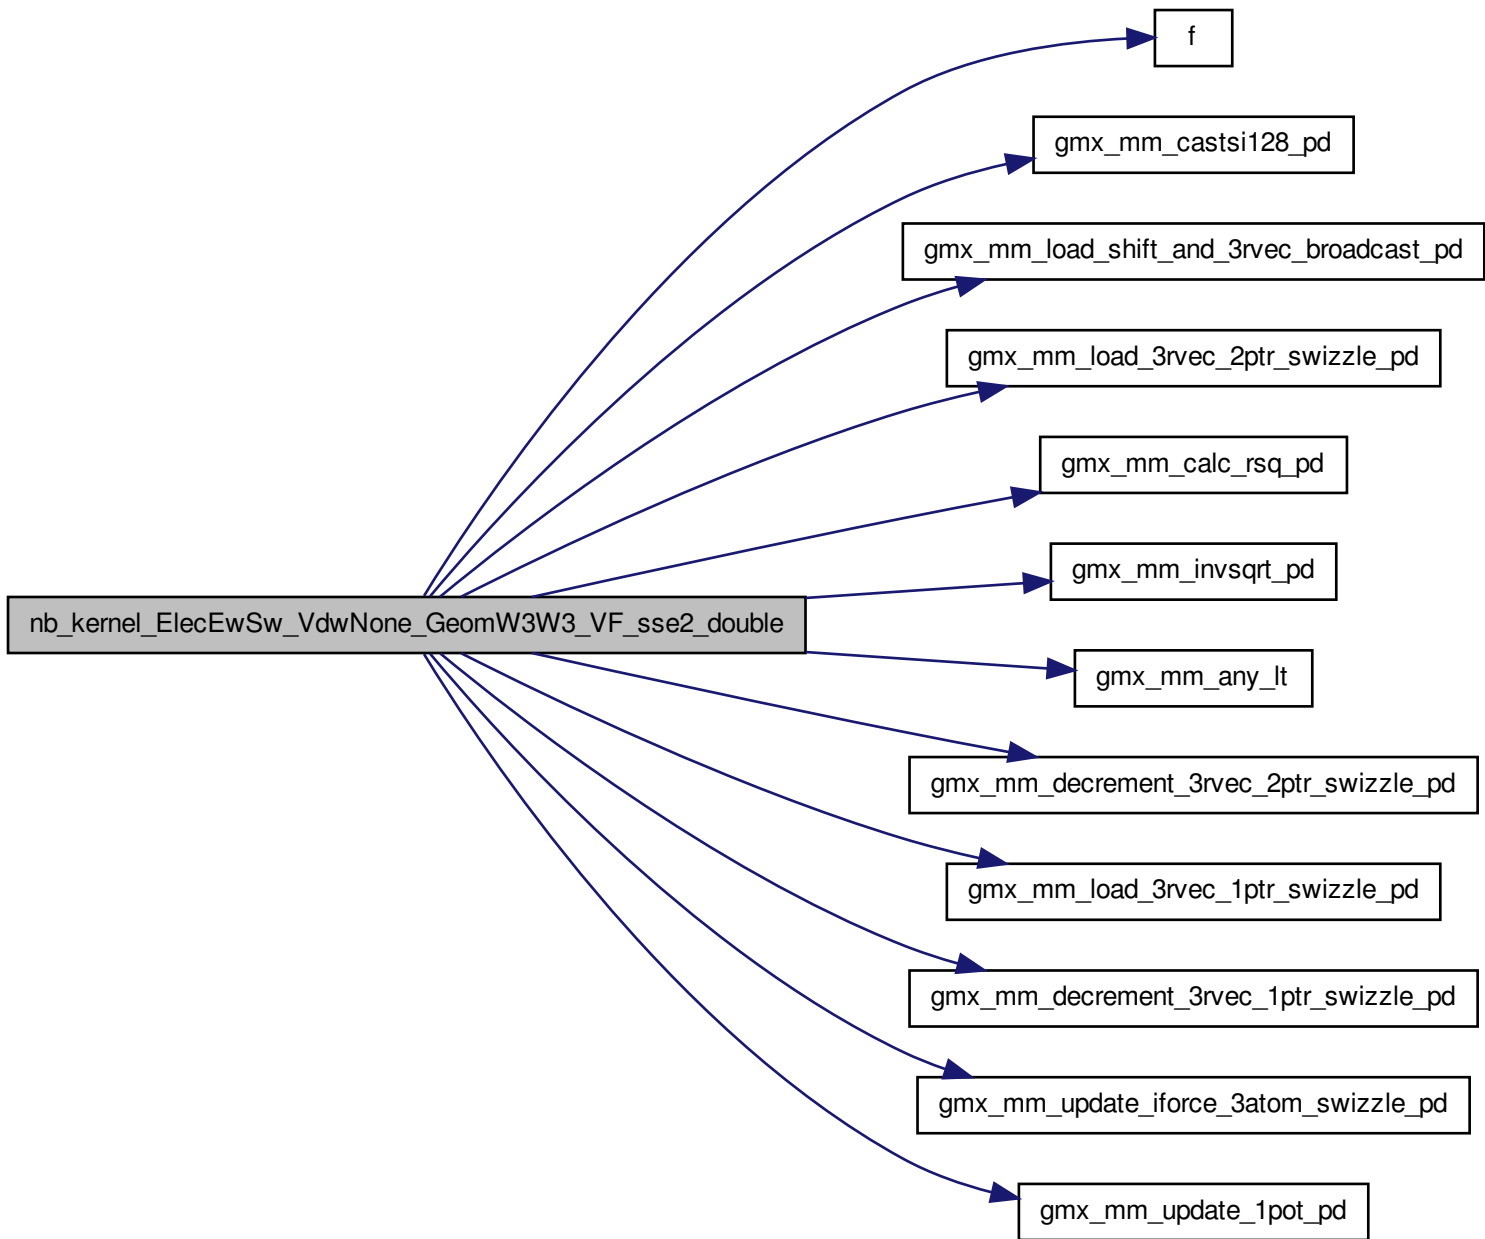 f
gmx_mm_castsi128_pd
gmx_mm_load_shift_and_3rvec_broadcast_pd
gmx_mm_load_3rvec_2ptr_swizzle_pd
gmx_mm_calc_rsq_pd
gmx_mm_invsqrt_pd
nb_kernel_ElecEwSw_VdwNone_GeomW3W3_VF_sse2_double
gmx_mm_any_lt
gmx_mm_decrement_3rvec_2ptr_swizzle_pd
gmx_mm_load_3rvec_1ptr_swizzle_pd
gmx_mm_decrement_3rvec_1ptr_swizzle_pd
gmx_mm_update_iforce_3atom_swizzle_pd
gmx_mm_update_1pot_pd